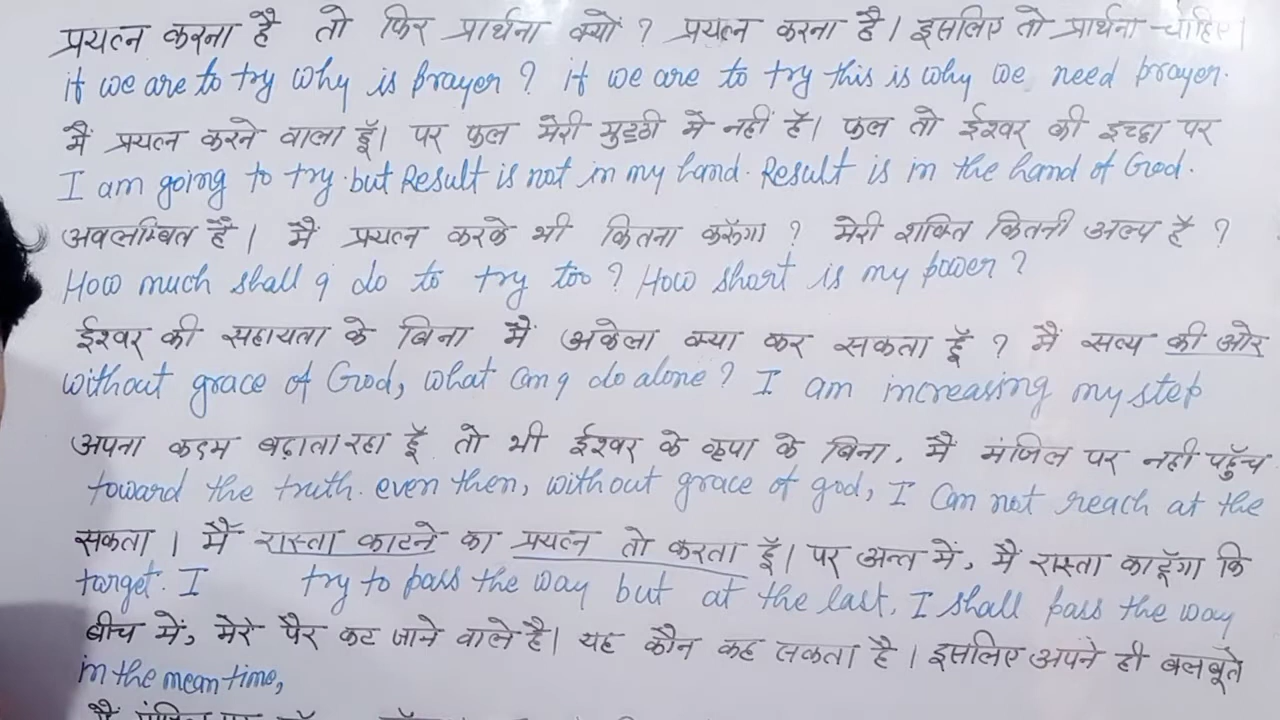 प्रयत्न करना है तो फिर प्रार्थना क्यों ? प्रयत्न करना है। इसलिए तो प्रार्थना चाहिए।
if we are to try why is prayer ? if we are to try this is why we need prayer.
मैं प्रयत्न करने वाला हूँ। पर फल मेरी मुट्ठी में नहीं है। फल तो ईश्वर की इच्छा पर
I am going to try. but Result is not in my hand. Result is in the hand of God.
अवलम्बित है। मैं प्रयत्न करके भी कितना करूँगा ? मेरी शक्ति कितनी अल्प है ?
How much shall I do to try too ? How short is my power ?
ईश्वर की सहायता के बिना मैं अकेला क्या कर सकता हूँ ? मैं सत्य की ओर
without grace of God, what can I do alone ? I am increasing my step
अपना कदम बढ़ाता रहा हूँ तो भी ईश्वर के कृपा के बिना, मैं मंजिल पर नही पहुँच
toward the truth. even then, without grace of god, I Can not reach at the
सकता । मैं रास्ता काटने का प्रयत्न तो करता हूँ। पर अन्त में, मैं रास्ता काटूँगा कि
target. I try to pass the way but at the last, I shall pass the way
बीच में, मेरे पैर कट जाने वाले है। यह कौन कह सकता है । इसलिए अपने ही बलबूते
in the mean time,